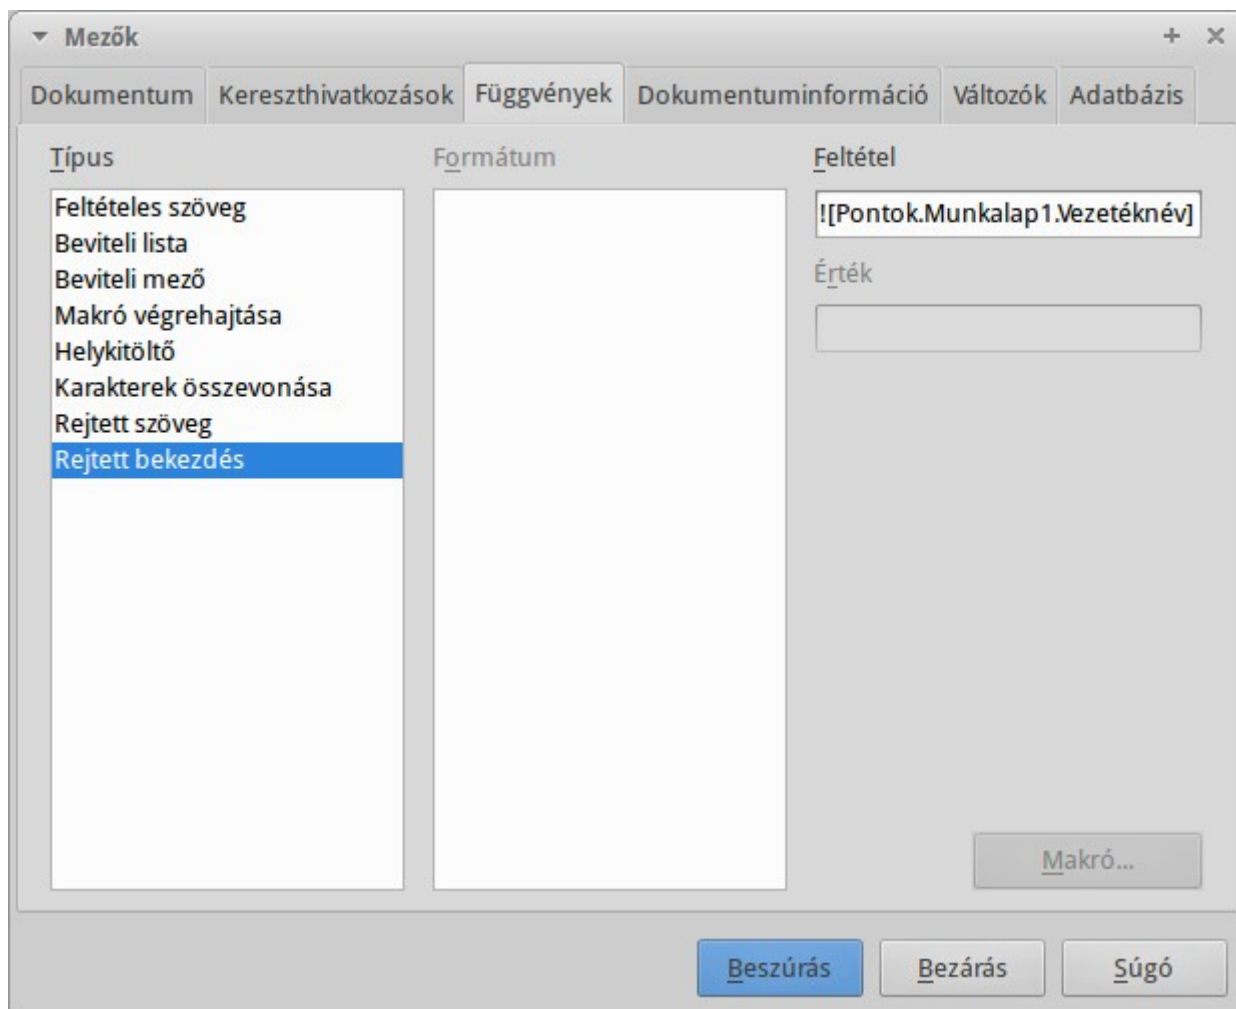 Mezők
Dokumentum Kereszthivatkozások Függvények Dokumentuminformáció Változók Adatbázis
Típus
Feltételes szöveg
Beviteli lista
Beviteli mező
Makró végrehajtása
Helykitöltő
Karakterek összevonása
Rejtett szöveg
Rejtett bekezdés
Formátum
Feltétel
![Pontok.Munkalap1.Vezetéknév]
Érték
Makró...
Beszúrás Bezárás Súgó